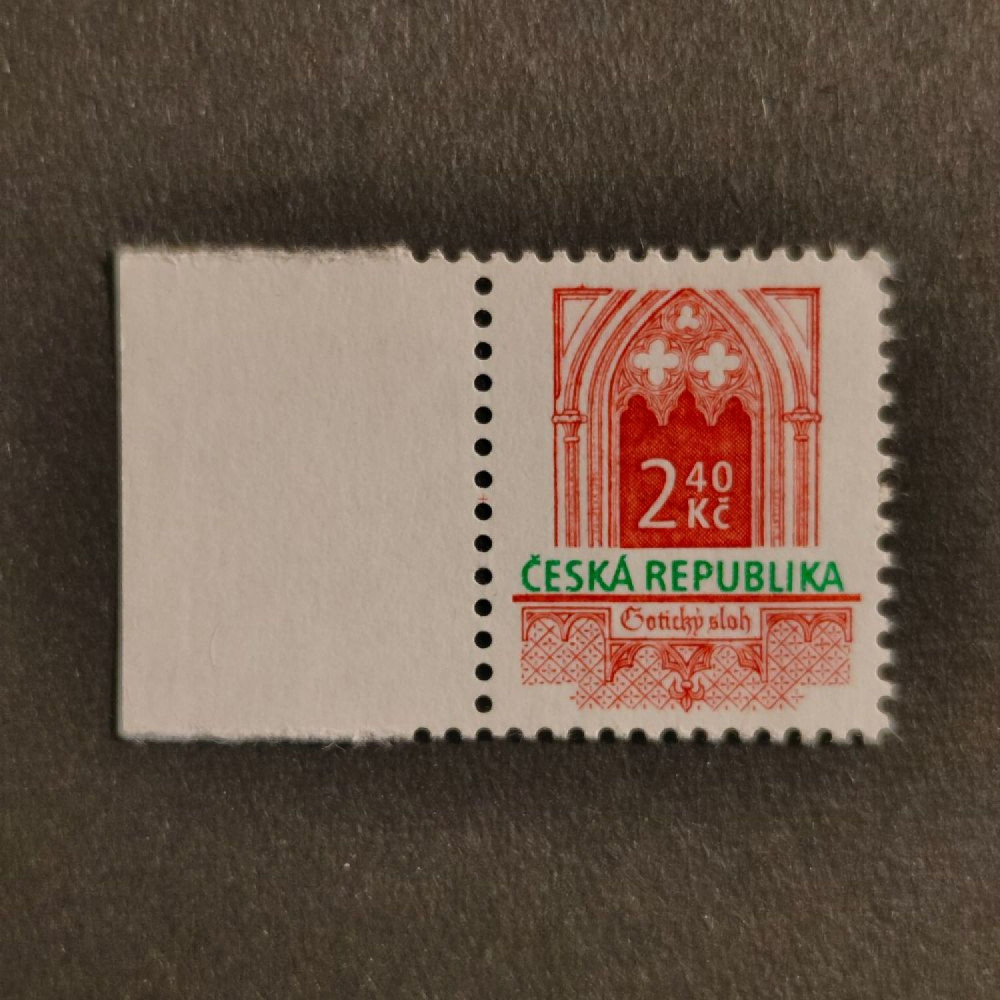 2 40
Kč
ČESKÁ REPUBLIKA
Gotický sloh